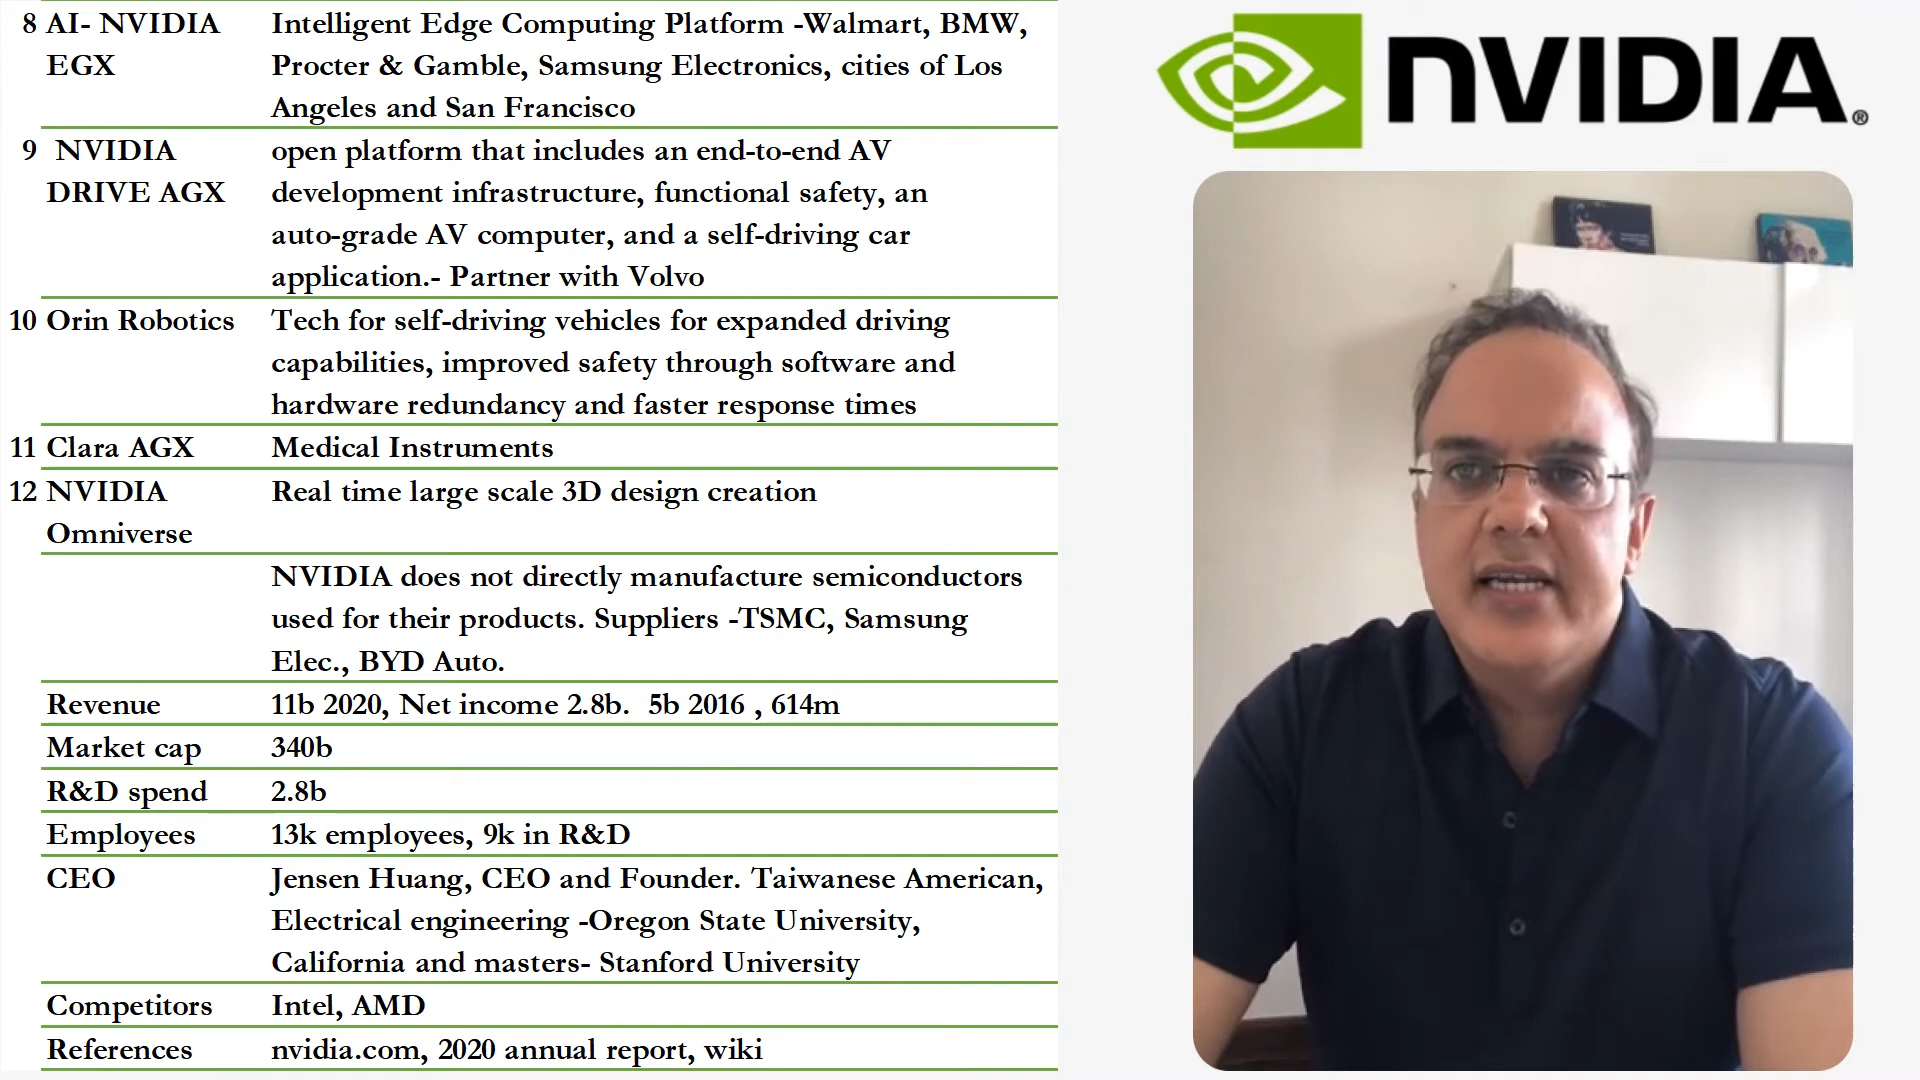 8 AI- NVIDIA Intelligent Edge Computing Platform -Walmart, BMW,
EGX Procter & Gamble, Samsung Electronics, cities of Los
Angeles and San Francisco
9 NVIDIA open platform that includes an end-to-end AV
DRIVE AGX development infrastructure, functional safety, an
auto-grade AV computer, and a self-driving car
application.- Partner with Volvo
10 Orin Robotics Tech for self-driving vehicles for expanded driving
capabilities, improved safety through software and
hardware redundancy and faster response times
11 Clara AGX Medical Instruments
12 NVIDIA Real time large scale 3D design creation
Omniverse
NVIDIA does not directly manufacture semiconductors
used for their products. Suppliers -TSMC, Samsung
Elec., BYD Auto.
Revenue 11b 2020, Net income 2.8b. 5b 2016 , 614m
Market cap 340b
R&D spend 2.8b
Employees 13k employees, 9k in R&D
CEO Jensen Huang, CEO and Founder. Taiwanese American,
Electrical engineering -Oregon State University,
California and masters- Stanford University
Competitors Intel, AMD
References nvidia.com, 2020 annual report, wiki
NVIDIA®